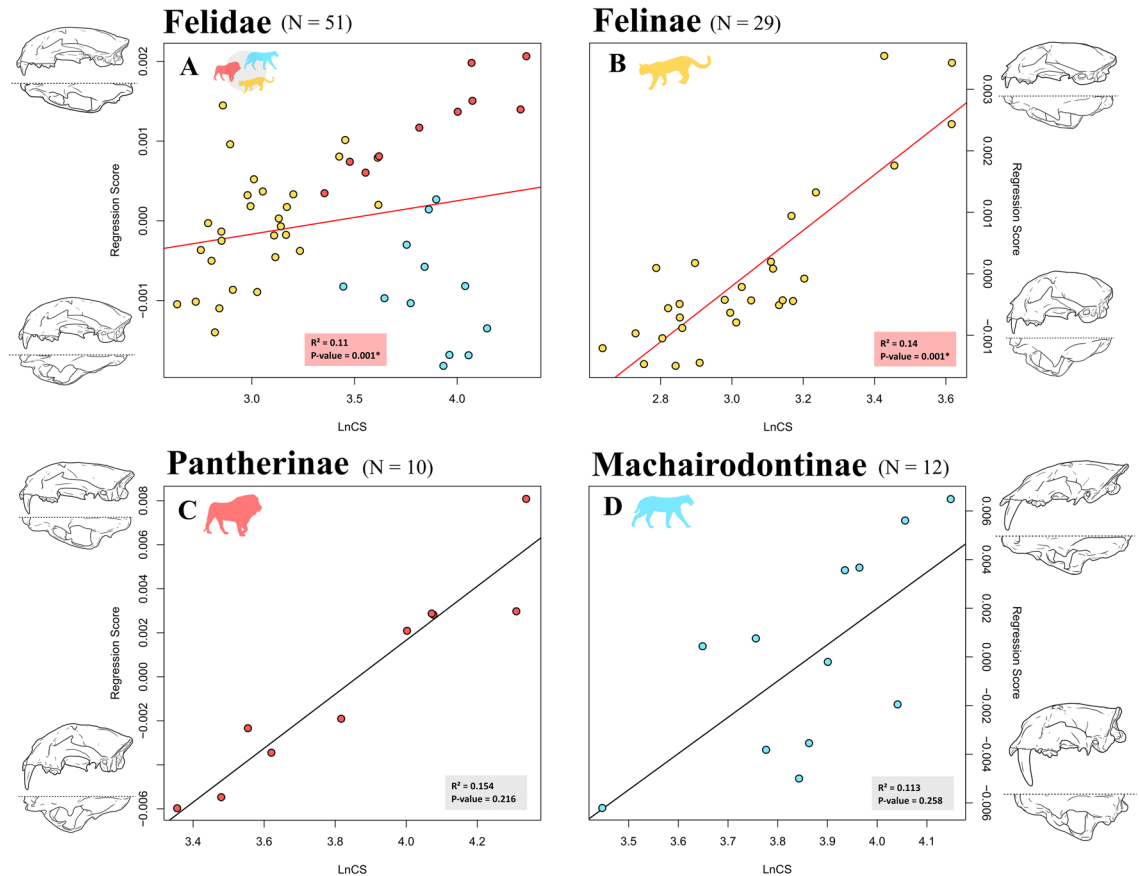 Felidae (N = 51)
Felinae (N = 29)
A
0.002
0.001
0.000
−0.001
Regression Score
R² = 0.11
P-value = 0.001*
3.0
3.5
4.0
LnCS
B
0.003
0.002
0.001
0.000
−0.001
Regression Score
R² = 0.14
P-value = 0.001*
2.8
3.0
3.2
3.4
3.6
LnCS
Pantherinae (N = 10)
Machairodontinae (N = 12)
C
0.008
0.006
0.004
0.002
0.000
−0.002
−0.004
−0.006
Regression Score
R² = 0.154
P-value = 0.216
3.4
3.6
3.8
4.0
4.2
LnCS
D
0.006
0.004
0.002
0.000
−0.002
−0.004
−0.006
Regression Score
R² = 0.113
P-value = 0.258
3.5
3.6
3.7
3.8
3.9
4.0
4.1
LnCS